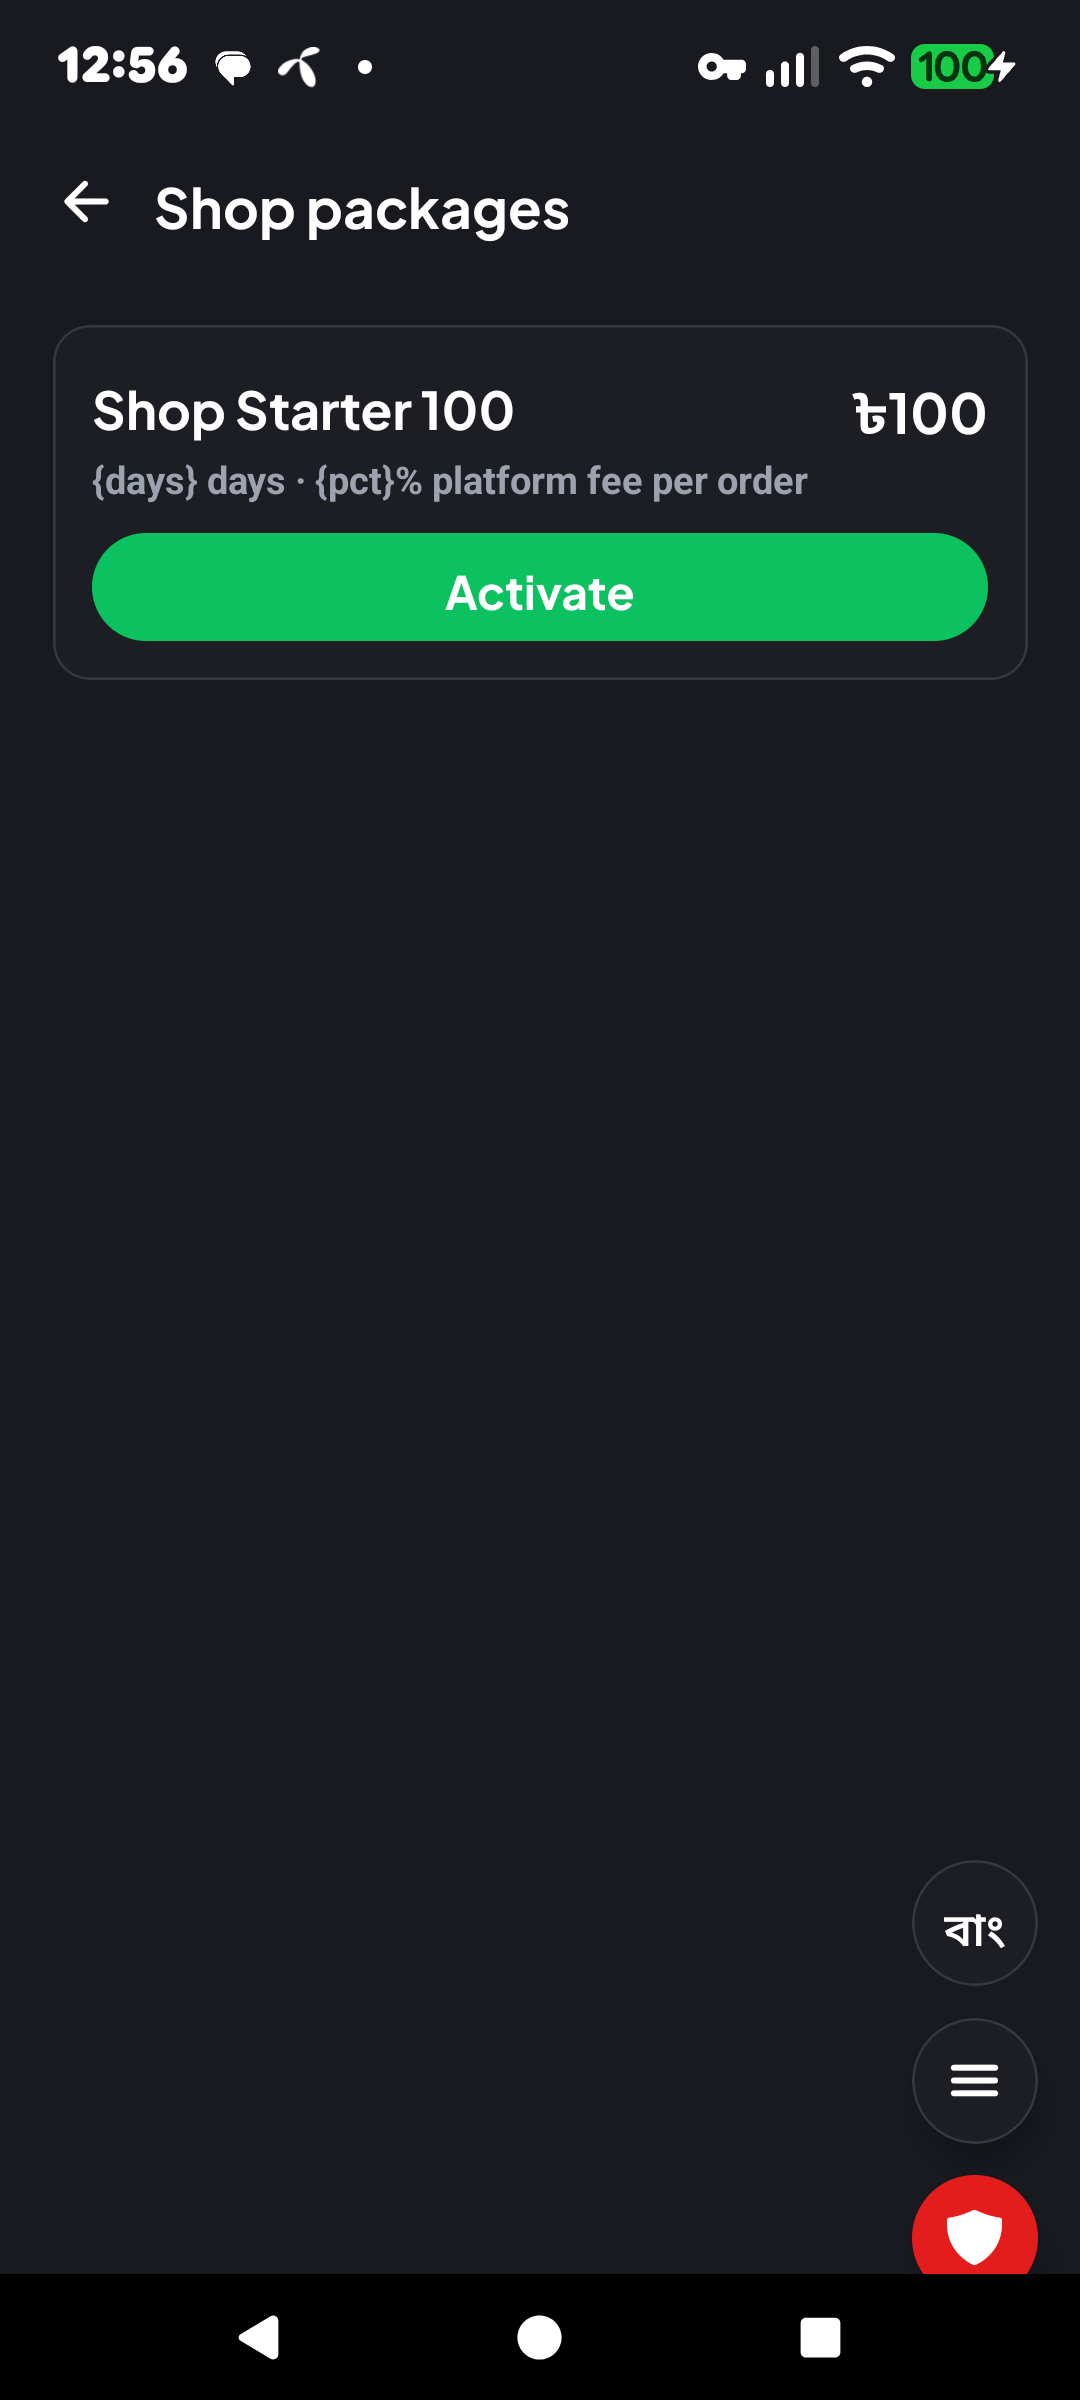 12:56
100
Shop packages
Shop Starter 100
৳100
{days} days · {pct}% platform fee per order
Activate
বাং